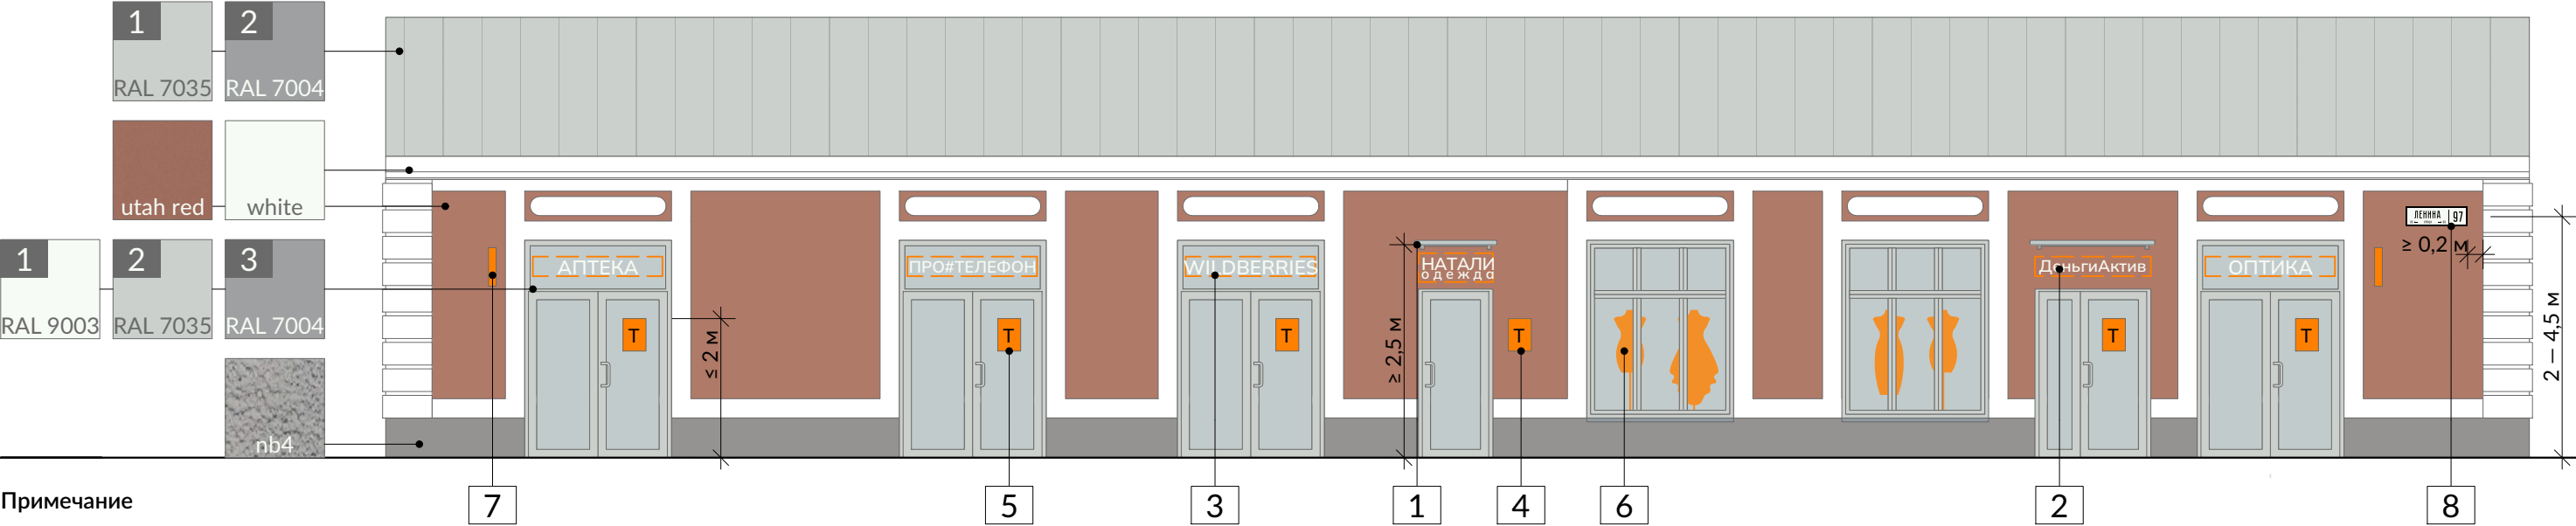 1
2
RAL 7035
RAL 7004
utah red
white
1
2
3
RAL 9003
RAL 7035
RAL 7004
nb4
АПТЕКА
ПРО#ТЕЛЕФОН
WILDBERRIES
НАТАЛИ
одежда
ДеньгиАктив
ОПТИКА
ЛЕНИНА 97
≥ 0,2 м
Т
Т
Т
Т
Т
Т
≤ 2 м
≥ 2,5 м
2 – 4,5 м
7
5
3
1
4
6
2
8
Примечание